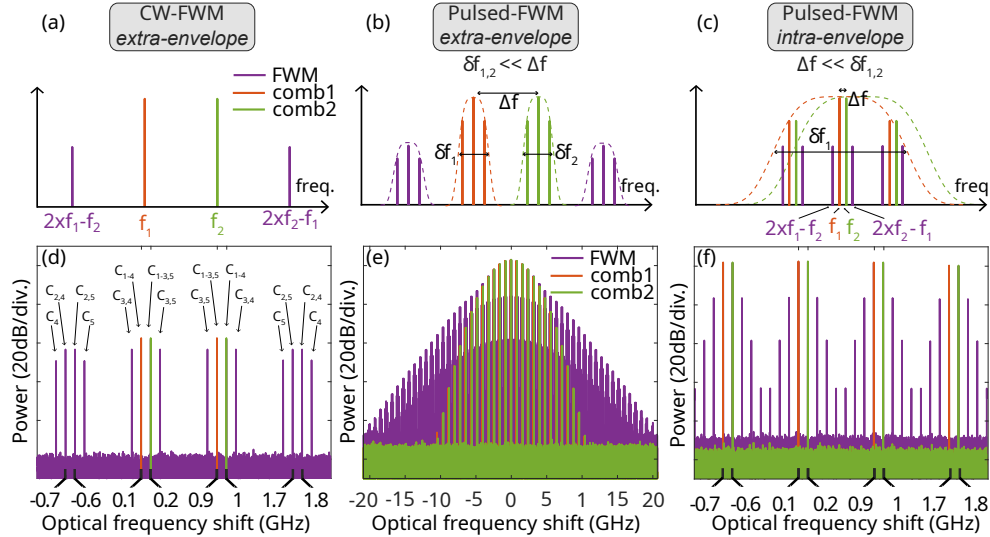 (a)
CW-FWM
extra-envelope
FWM
comb1
comb2
freq.
2xf1-f2
f1
f2
2xf2-f1
(b)
Pulsed-FWM
extra-envelope
δf1,2 << Δf
Δf
δf1
δf2
freq.
(c)
Pulsed-FWM
intra-envelope
Δf << δf1,2
Δf
δf1
freq
2xf1-f2
f1
f2
2xf2-f1
(d)
Power (20dB/div.)
C1-4
C1-3,5
C1-3,5
C1-4
C2,4
C2,5
C3,4
C3,5
C3,5
C3,4
C2,5
C2,4
C4
C5
C5
C4
-0.7 -0.6 0.1 0.2 0.9 1 1.7 1.8
Optical frequency shift (GHz)
(e)
Power (20dB/div.)
FWM
comb1
comb2
-20 -15 -10 -5 0 5 10 15 20
Optical frequency shift (GHz)
(f)
Power (20dB/div.)
-0.7 -0.6 0.1 0.2 0.9 1 1.7 1.8
Optical frequency shift (GHz)